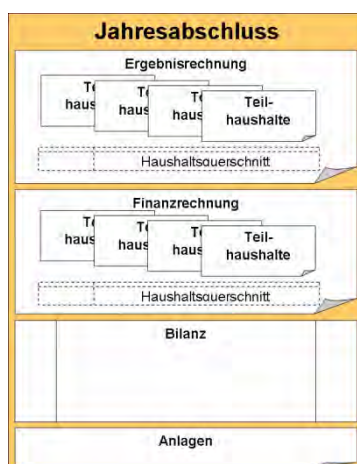 Jahresabschluss
Ergebnisrechnung
Teil-
haushalte
Haushaltsquerschnitt
Finanzrechnung
Teil-
haushalte
Haushaltsquerschnitt
Bilanz
Anlagen